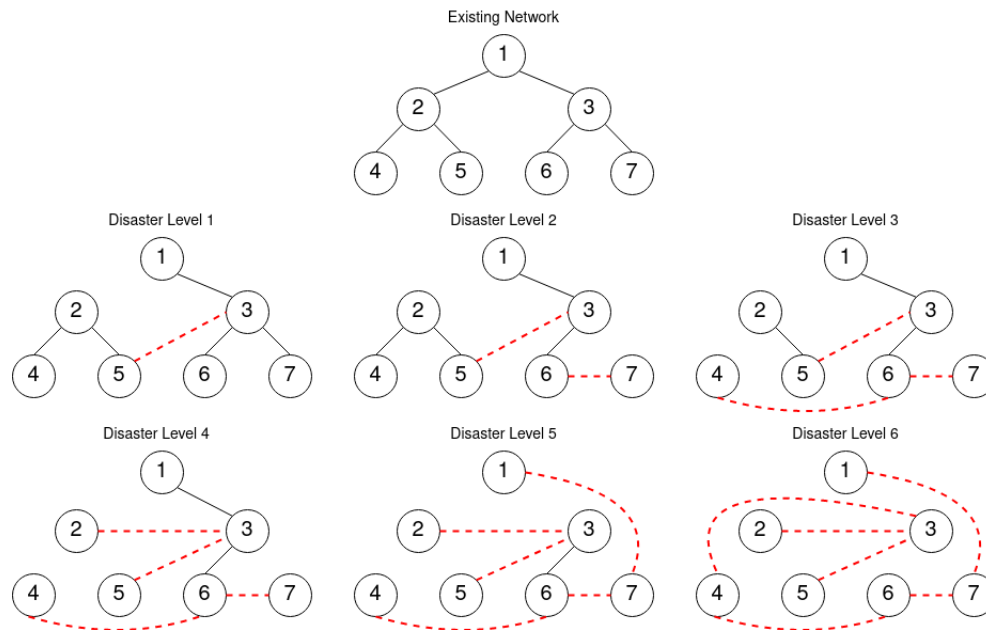 Existing Network
1
2 3
4 5 6 7
Disaster Level 1 Disaster Level 2 Disaster Level 3
1 1 1
2 3 2 3 2 3
4 5 6 7 4 5 6 7 4 5 6 7
Disaster Level 4 Disaster Level 5 Disaster Level 6
1 1 1
2 3 2 3 2 3
4 5 6 7 4 5 6 7 4 5 6 7